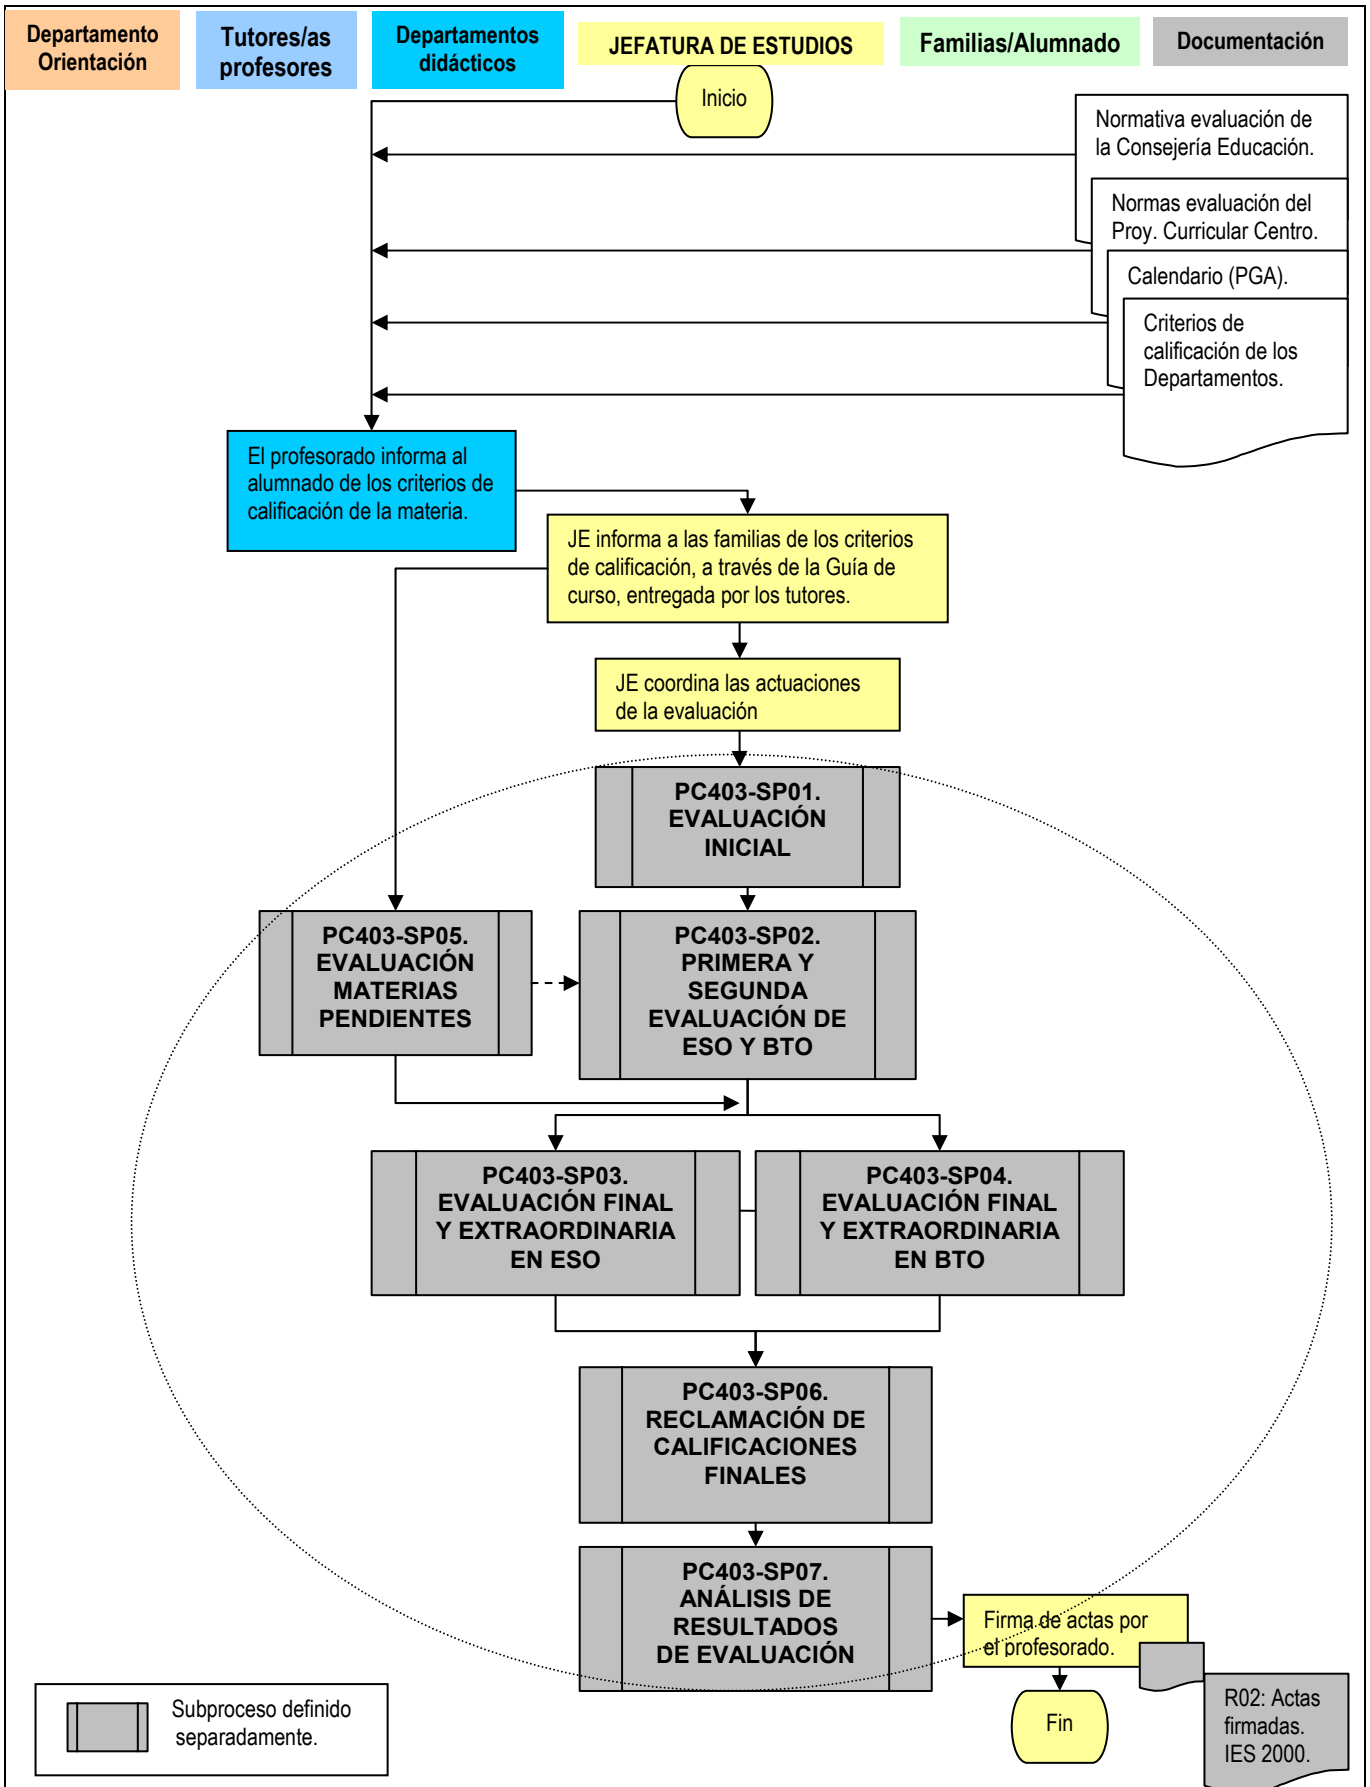 Departamento
Orientación
Tutores/as
profesores
Departamentos
didácticos
JEFATURA DE ESTUDIOS
Familias/Alumnado
Documentación
Inicio
Normativa evaluación de
la Consejería Educación.
Normas evaluación del
Proy. Curricular Centro.
Calendario (PGA).
Criterios de
calificación de los
Departamentos.
El profesorado informa al
alumnado de los criterios de
calificación de la materia.
JE informa a las familias de los criterios
de calificación, a través de la Guía de
curso, entregada por los tutores.
JE coordina las actuaciones
de la evaluación
PC403-SP01.
EVALUACIÓN
INICIAL
PC403-SP05.
EVALUACIÓN
MATERIAS
PENDIENTES
PC403-SP02.
PRIMERA Y
SEGUNDA
EVALUACIÓN DE
ESO Y BTO
PC403-SP03.
EVALUACIÓN FINAL
Y EXTRAORDINARIA
EN ESO
PC403-SP04.
EVALUACIÓN FINAL
Y EXTRAORDINARIA
EN BTO
PC403-SP06.
RECLAMACIÓN DE
CALIFICACIONES
FINALES
PC403-SP07.
ANÁLISIS DE
RESULTADOS
DE EVALUACIÓN
Firma de actas por
el profesorado.
Fin
R02: Actas
firmadas.
IES 2000.
Subproceso definido
separadamente.